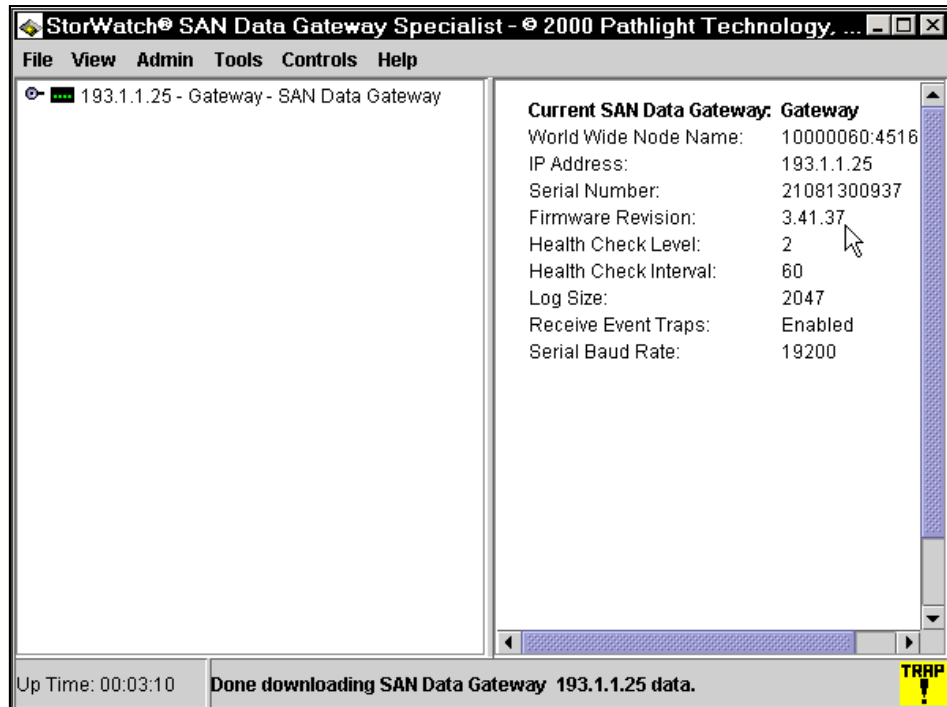 StorWatch® SAN Data Gateway Specialist - © 2000 Pathlight Technology, ...
File View Admin Tools Controls Help
193.1.1.25 - Gateway - SAN Data Gateway
Current SAN Data Gateway: Gateway
World Wide Node Name: 10000060:4516
IP Address: 193.1.1.25
Serial Number: 21081300937
Firmware Revision: 3.41.37
Health Check Level: 2
Health Check Interval: 60
Log Size: 2047
Receive Event Traps: Enabled
Serial Baud Rate: 19200
Up Time: 00:03:10
Done downloading SAN Data Gateway 193.1.1.25 data.
TRAP
!